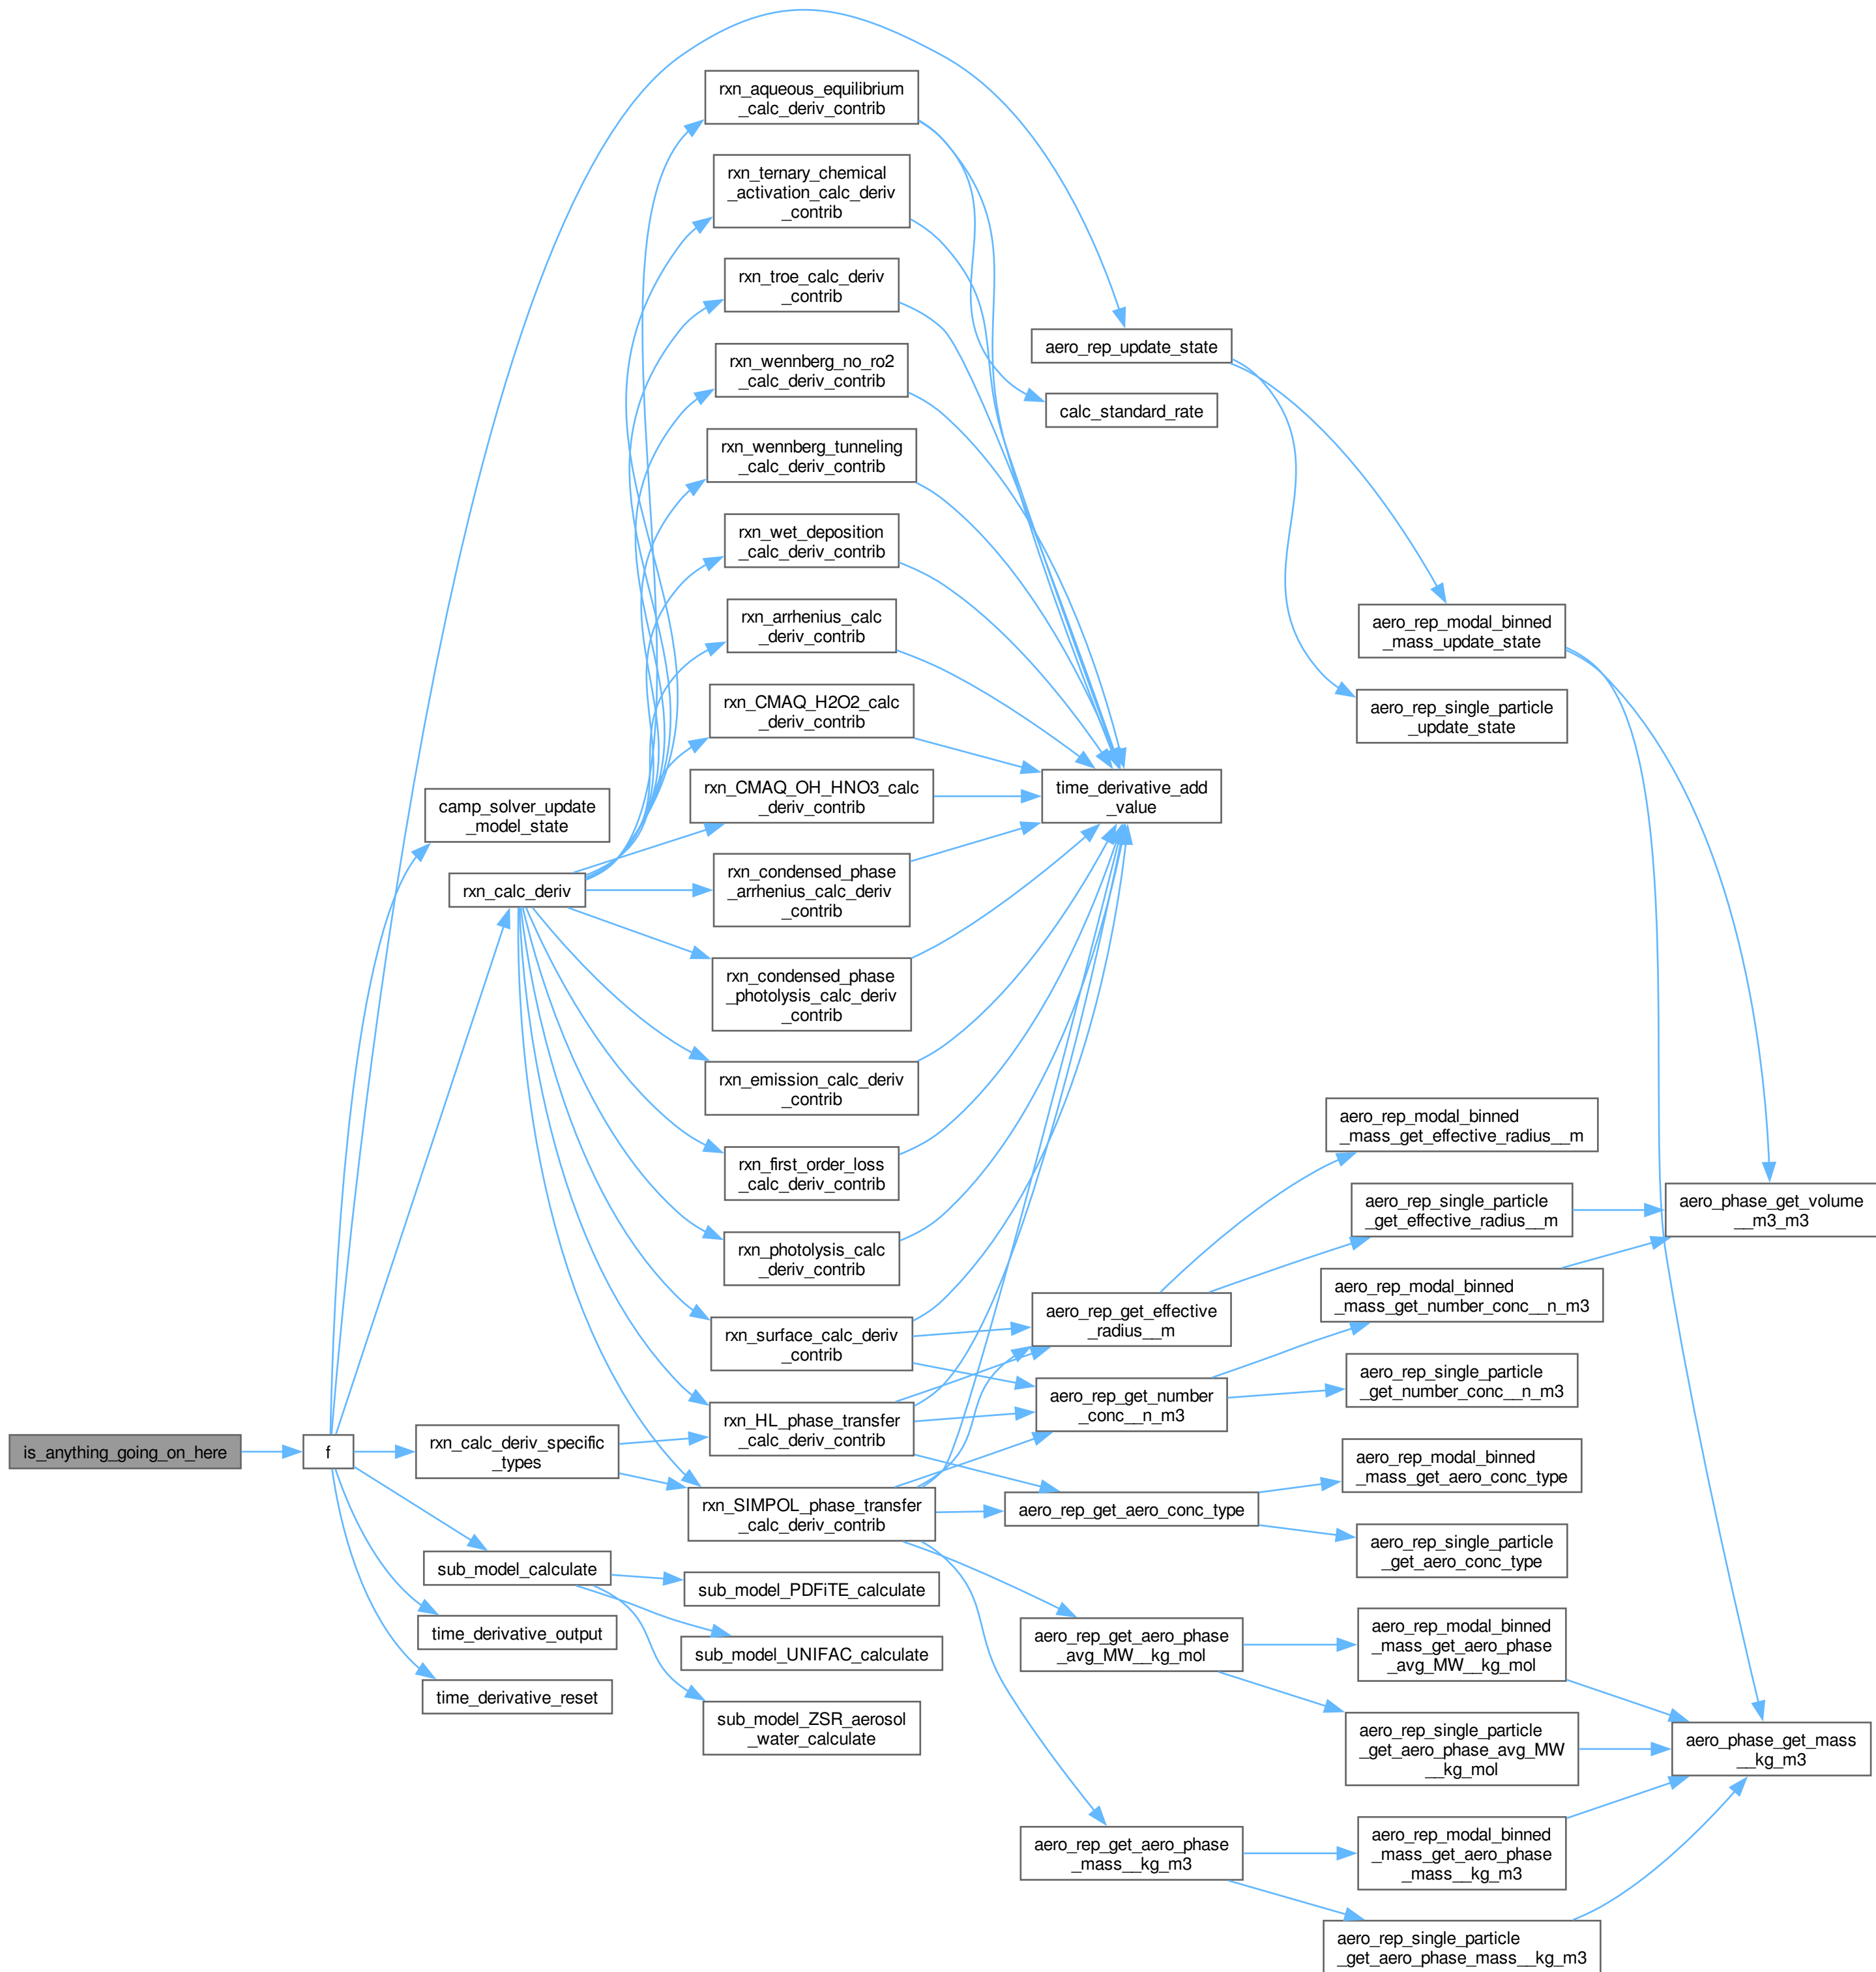 is_anything_going_on_here
f
camp_solver_update
_model_state
rxn_calc_deriv
rxn_calc_deriv_specific
_types
sub_model_calculate
time_derivative_output
time_derivative_reset
rxn_aqueous_equilibrium
_calc_deriv_contrib
rxn_ternary_chemical
_activation_calc_deriv
_contrib
rxn_troe_calc_deriv
_contrib
rxn_wennberg_no_ro2
_calc_deriv_contrib
rxn_wennberg_tunneling
_calc_deriv_contrib
rxn_wet_deposition
_calc_deriv_contrib
rxn_arrhenius_calc
_deriv_contrib
rxn_CMAQ_H2O2_calc
_deriv_contrib
rxn_CMAQ_OH_HNO3_calc
_deriv_contrib
rxn_condensed_phase
_arrhenius_calc_deriv
_contrib
rxn_condensed_phase
_photolysis_calc_deriv
_contrib
rxn_emission_calc_deriv
_contrib
rxn_first_order_loss
_calc_deriv_contrib
rxn_photolysis_calc
_deriv_contrib
rxn_surface_calc_deriv
_contrib
rxn_HL_phase_transfer
_calc_deriv_contrib
rxn_SIMPOL_phase_transfer
_calc_deriv_contrib
sub_model_PDFiTE_calculate
sub_model_UNIFAC_calculate
sub_model_ZSR_aerosol
_water_calculate
aero_rep_update_state
calc_standard_rate
time_derivative_add
_value
aero_rep_get_effective
_radius__m
aero_rep_get_number
_conc__n_m3
aero_rep_get_aero_conc_type
aero_rep_get_aero_phase
_avg_MW__kg_mol
aero_rep_get_aero_phase
_mass__kg_m3
aero_rep_modal_binned
_mass_update_state
aero_rep_single_particle
_update_state
aero_rep_modal_binned
_mass_get_effective_radius__m
aero_rep_single_particle
_get_effective_radius__m
aero_rep_modal_binned
_mass_get_number_conc__n_m3
aero_rep_single_particle
_get_number_conc__n_m3
aero_rep_modal_binned
_mass_get_aero_conc_type
aero_rep_single_particle
_get_aero_conc_type
aero_rep_modal_binned
_mass_get_aero_phase
_avg_MW__kg_mol
aero_rep_single_particle
_get_aero_phase_avg_MW
__kg_mol
aero_rep_modal_binned
_mass_get_aero_phase
_mass__kg_m3
aero_rep_single_particle
_get_aero_phase_mass__kg_m3
aero_phase_get_volume
__m3_m3
aero_phase_get_mass
__kg_m3